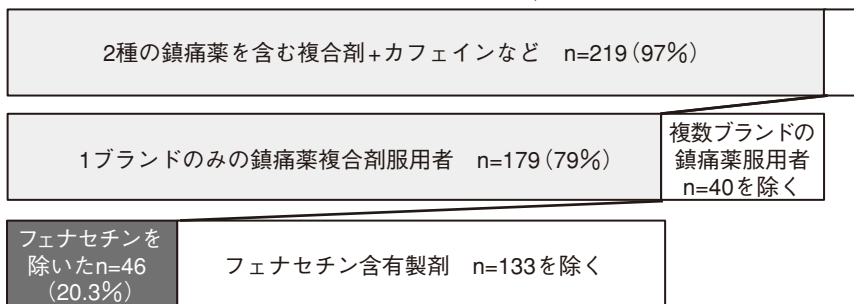 2種の鎮痛薬を含む複合剤+カフェインなど n=219(97%)
1ブランドのみの鎮痛薬複合剤服用者 n=179(79%)
複数ブランドの
鎮痛薬服用者
n=40を除く
フェナセチンを
除いたn=46
(20.3%)
フェナセチン含有製剤 n=133を除く